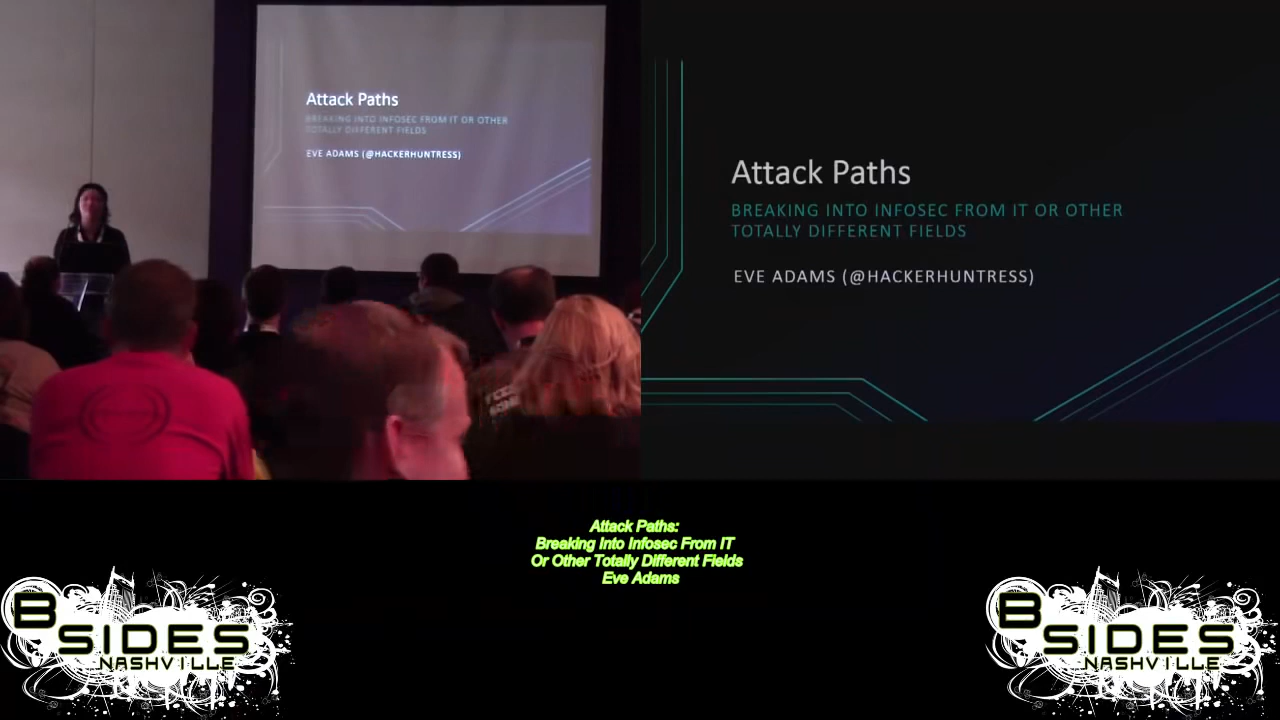 Attack Paths
BREAKING INTO INFOSEC FROM IT OR OTHER
TOTALLY DIFFERENT FIELDS
EVE ADAMS (@HACKERHUNTRESS)
Attack Paths
BREAKING INTO INFOSEC FROM IT OR OTHER
TOTALLY DIFFERENT FIELDS
EVE ADAMS (@HACKERHUNTRESS)
Attack Paths:
Breaking Into Infosec From IT
Or Other Totally Different Fields
Eve Adams
B
SIDES
NASHVILLE
B
SIDES
NASHVILLE